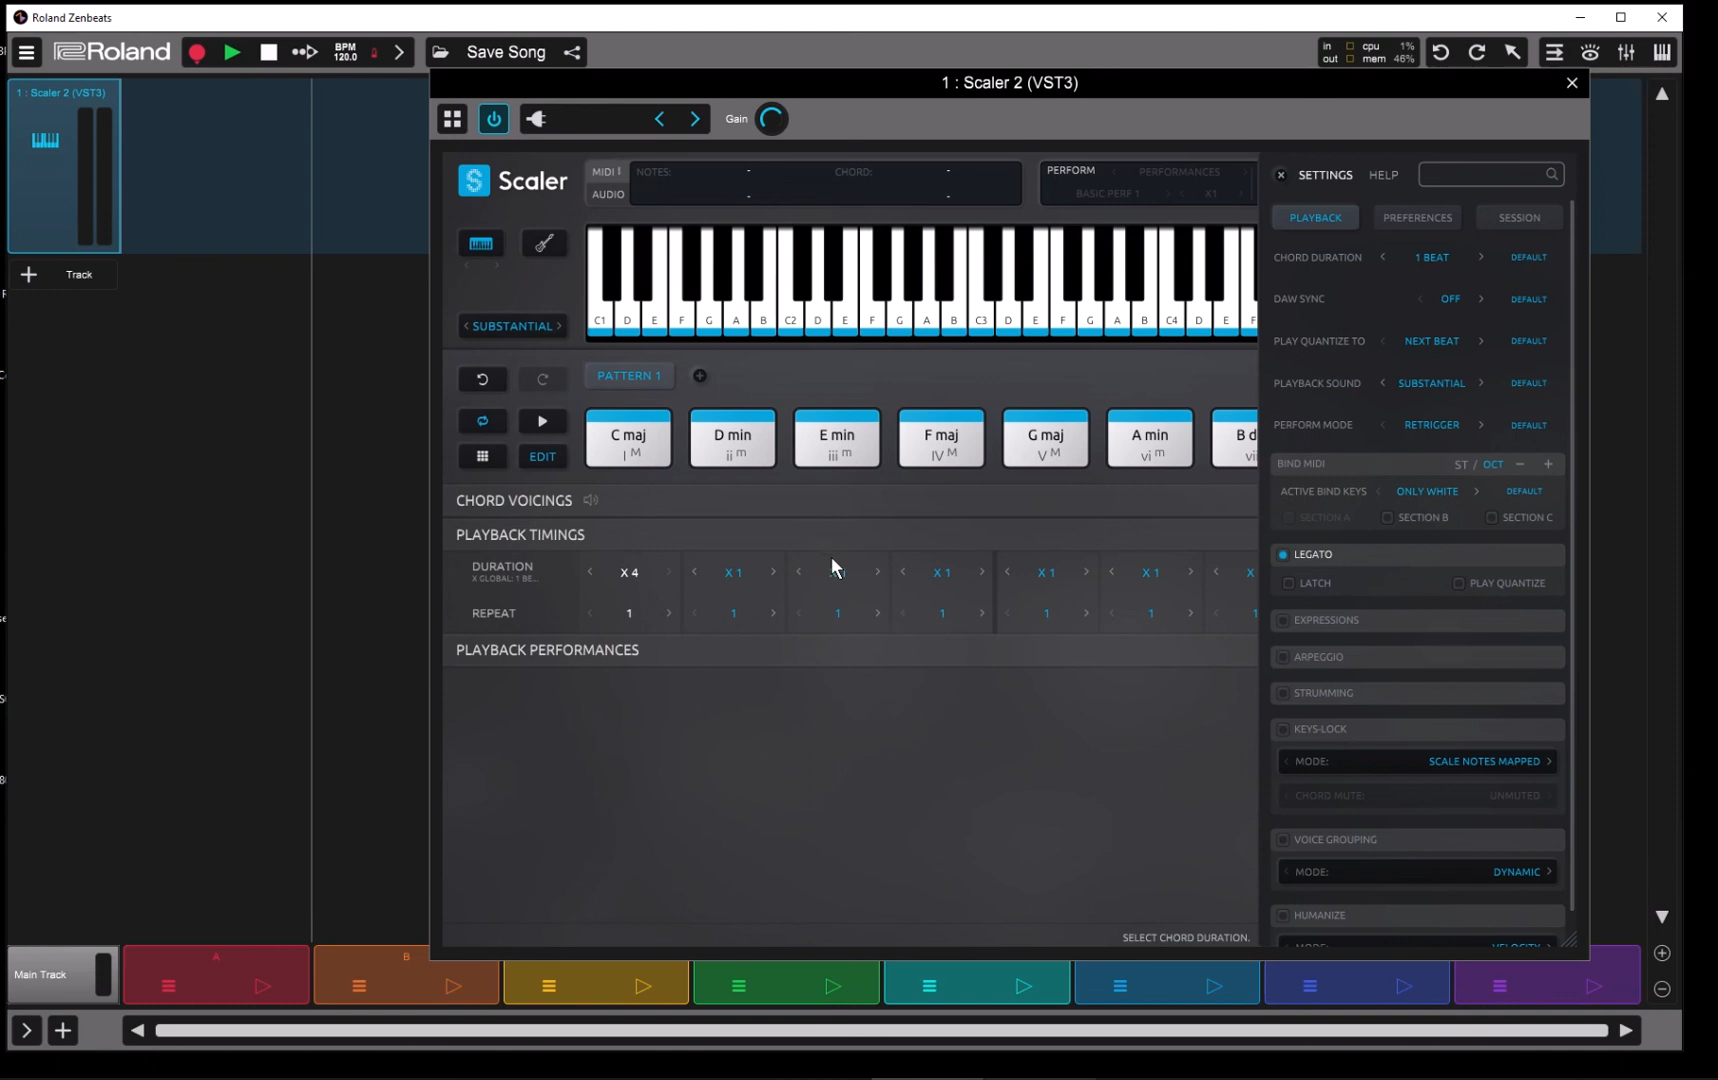 Roland Zenbeats
Roland
BPM
120.0
Save Song
in
out
cpu 1%
mem 46%
1 : Scaler 2 (VST3)
1 : Scaler 2 (VST3)
Gain
Track
S Scaler
MIDI
AUDIO
NOTES: -
CHORD: -
-
-
PERFORM
PERFORMANCES
BASIC PERF 1
X1
SETTINGS
HELP
PLAYBACK
PREFERENCES
SESSION
SUBSTANTIAL
C1 D E F G A B C2 D E F G A B C3 D E F G A B C4 D E F
CHORD DURATION 1 BEAT DEFAULT
DAW SYNC OFF DEFAULT
PLAY QUANTIZE TO NEXT BEAT DEFAULT
PLAYBACK SOUND SUBSTANTIAL DEFAULT
PERFORM MODE RETRIGGER DEFAULT
BIND MIDI ST / OCT − +
ACTIVE BIND KEYS ONLY WHITE DEFAULT
SECTION A SECTION B SECTION C
LEGATO
LATCH PLAY QUANTIZE
EXPRESSIONS
ARPEGGIO
STRUMMING
KEYS-LOCK
MODE: SCALE NOTES MAPPED
CHORD MUTE: UNMUTED
VOICE GROUPING
MODE: DYNAMIC
HUMANIZE
MODE: VELOCITY
PATTERN 1
EDIT
C maj D min E min F maj G maj A min B d
I M ii m iii m IV M V M vi m vii
CHORD VOICINGS
PLAYBACK TIMINGS
DURATION X 4 X 1 X 1 X 1 X 1 X
X GLOBAL: 1 BE...
REPEAT 1 1 1 1 1 1 1
PLAYBACK PERFORMANCES
SELECT CHORD DURATION.
Main Track
A
B